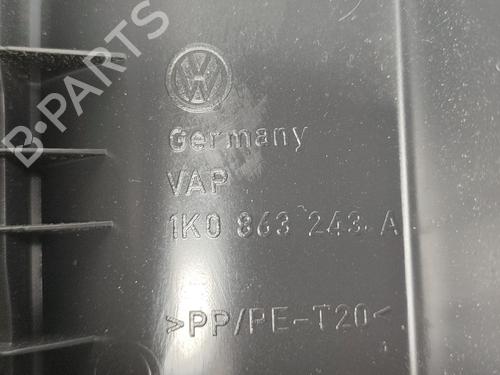 B-PARTS
VW
Germany
VAP
1K0 863 243 A
>PP/PE-T20<